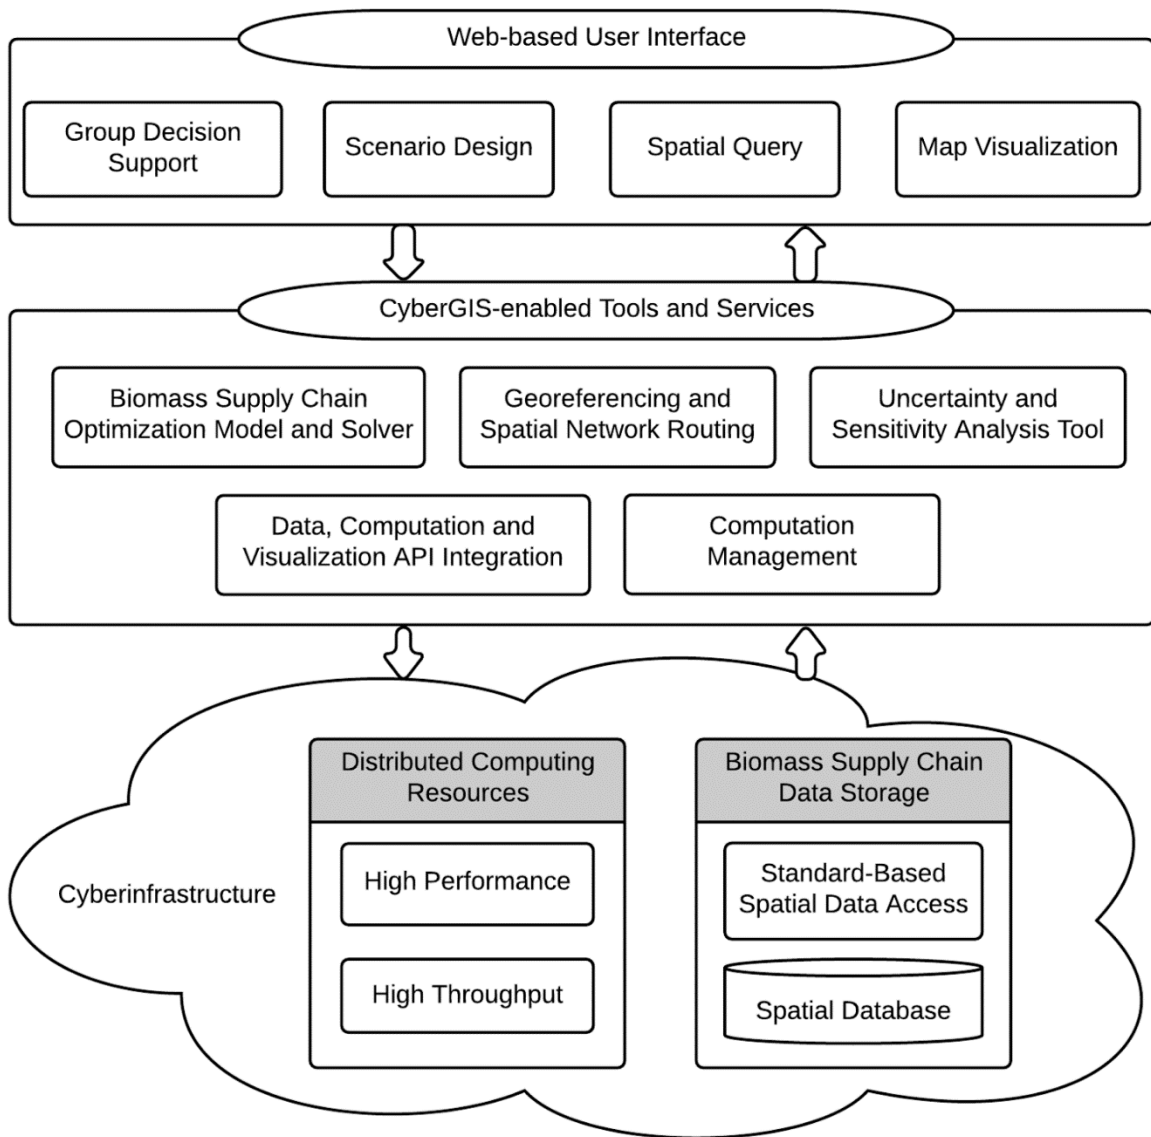 Web-based User Interface
Group Decision
Support
Scenario Design
Spatial Query
Map Visualization
CyberGIS-enabled Tools and Services
Biomass Supply Chain
Optimization Model and Solver
Georeferencing and
Spatial Network Routing
Uncertainty and
Sensitivity Analysis Tool
Data, Computation and
Visualization API Integration
Computation
Management
Cyberinfrastructure
Distributed Computing
Resources
High Performance
High Throughput
Biomass Supply Chain
Data Storage
Standard-Based
Spatial Data Access
Spatial Database